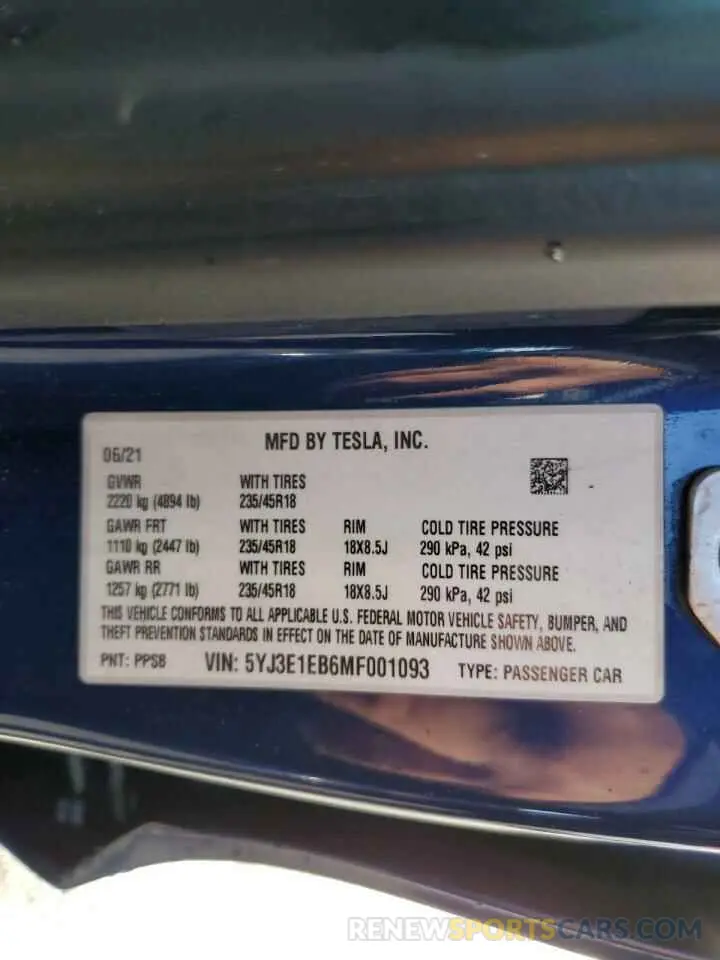 MFD BY TESLA, INC.
06/21
GVWR WITH TIRES
2220 kg (4894 lb) 235/45R18
GAWR FRT WITH TIRES RIM COLD TIRE PRESSURE
1110 kg (2447 lb) 235/45R18 18X8.5J 290 kPa, 42 psi
GAWR RR WITH TIRES RIM COLD TIRE PRESSURE
1257 kg (2771 lb) 235/45R18 18X8.5J 290 kPa, 42 psi
THIS VEHICLE CONFORMS TO ALL APPLICABLE U.S. FEDERAL MOTOR VEHICLE SAFETY, BUMPER, AND
THEFT PREVENTION STANDARDS IN EFFECT ON THE DATE OF MANUFACTURE SHOWN ABOVE.
PNT: PPSB VIN: 5YJ3E1EB6MF001093 TYPE: PASSENGER CAR
RENEWSPORTSCARS.COM